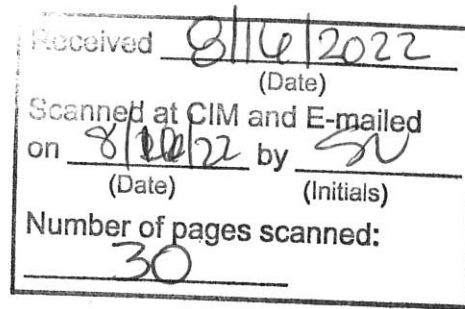 Received 8/16/2022
(Date)
Scanned at CIM and E-mailed
on 8/ /22 by SV
(Date) (Initials)
Number of pages scanned:
30